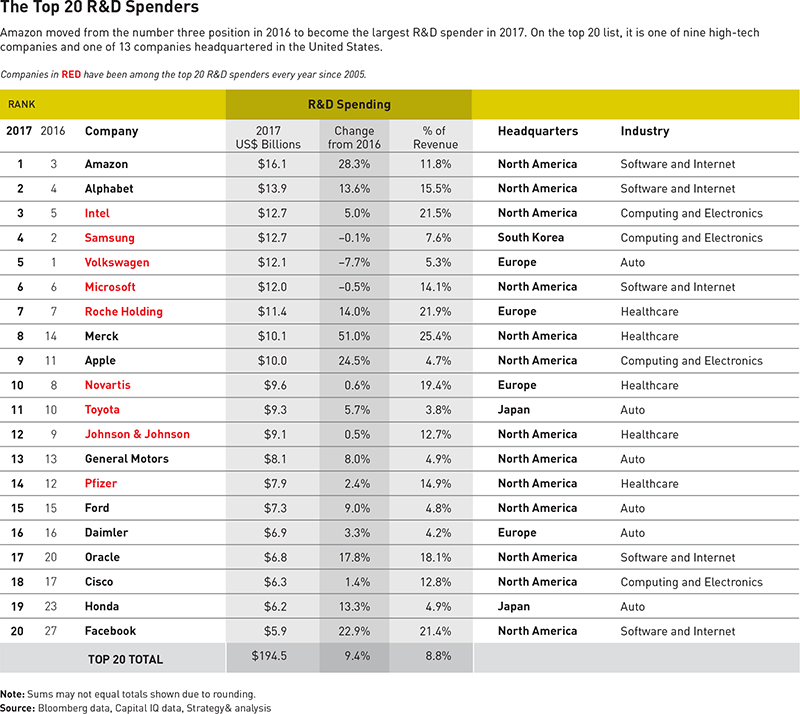 The Top 20 R&D Spenders
Amazon moved from the number three position in 2016 to become the largest R&D spender in 2017. On the top 20 list, it is one of nine high-tech
companies and one of 13 companies headquartered in the United States.
Companies in RED have been among the top 20 R&D spenders every year since 2005.
RANK R&D Spending
2017 2016 Company 2017 US$ Billions Change from 2016 % of Revenue Headquarters Industry
1 3 Amazon $16.1 28.3% 11.8% North America Software and Internet
2 4 Alphabet $13.9 13.6% 15.5% North America Software and Internet
3 5 Intel $12.7 5.0% 21.5% North America Computing and Electronics
4 2 Samsung $12.7 –0.1% 7.6% South Korea Computing and Electronics
5 1 Volkswagen $12.1 –7.7% 5.3% Europe Auto
6 6 Microsoft $12.0 –0.5% 14.1% North America Software and Internet
7 7 Roche Holding $11.4 14.0% 21.9% Europe Healthcare
8 14 Merck $10.1 51.0% 25.4% North America Healthcare
9 11 Apple $10.0 24.5% 4.7% North America Computing and Electronics
10 8 Novartis $9.6 0.6% 19.4% Europe Healthcare
11 10 Toyota $9.3 5.7% 3.8% Japan Auto
12 9 Johnson & Johnson $9.1 0.5% 12.7% North America Healthcare
13 13 General Motors $8.1 8.0% 4.9% North America Auto
14 12 Pfizer $7.9 2.4% 14.9% North America Healthcare
15 15 Ford $7.3 9.0% 4.8% North America Auto
16 16 Daimler $6.9 3.3% 4.2% Europe Auto
17 20 Oracle $6.8 17.8% 18.1% North America Software and Internet
18 17 Cisco $6.3 1.4% 12.8% North America Computing and Electronics
19 23 Honda $6.2 13.3% 4.9% Japan Auto
20 27 Facebook $5.9 22.9% 21.4% North America Software and Internet
TOP 20 TOTAL $194.5 9.4% 8.8%
Note: Sums may not equal totals shown due to rounding.
Source: Bloomberg data, Capital IQ data, Strategy& analysis